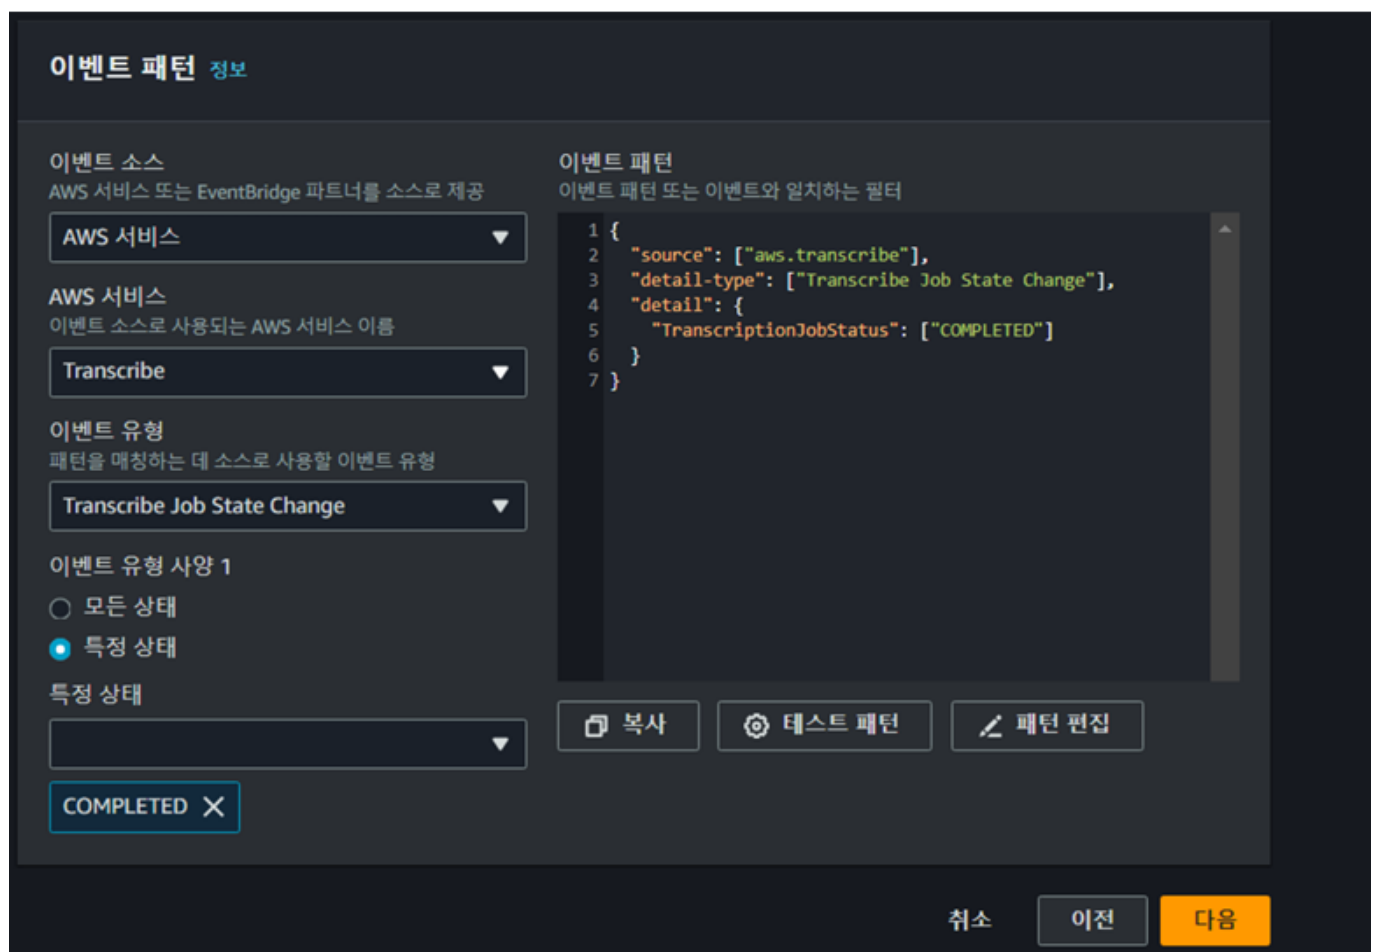 이벤트 패턴 정보
이벤트 소스
AWS 서비스 또는 EventBridge 파트너를 소스로 제공
AWS 서비스
AWS 서비스
이벤트 소스로 사용되는 AWS 서비스 이름
Transcribe
이벤트 유형
패턴을 매칭하는 데 소스로 사용할 이벤트 유형
Transcribe Job State Change
이벤트 유형 사양 1
모든 상태
특정 상태
특정 상태
COMPLETED
이벤트 패턴
이벤트 패턴 또는 이벤트와 일치하는 필터
1 {
2 "source": ["aws.transcribe"],
3 "detail-type": ["Transcribe Job State Change"],
4 "detail": {
5 "TranscriptionJobStatus": ["COMPLETED"]
6 }
7 }
복사 테스트 패턴 패턴 편집
취소 이전 다음